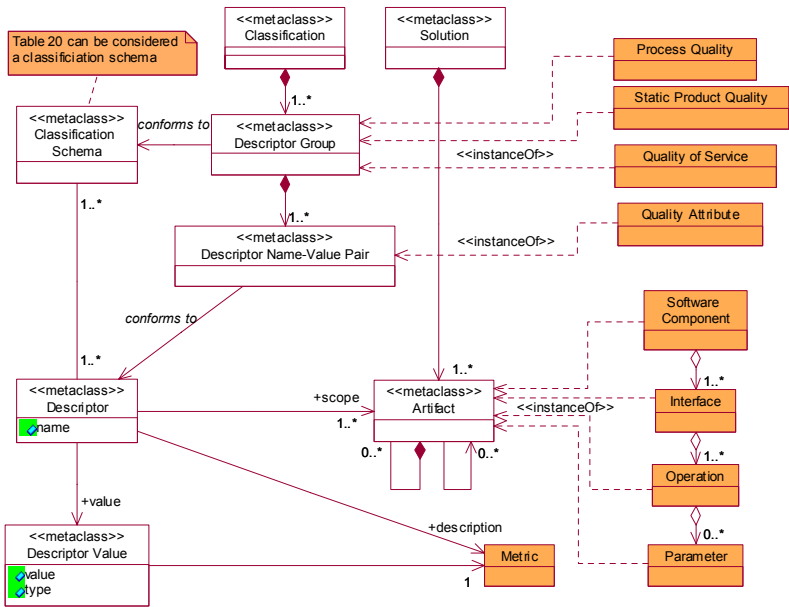 Table 20 can be considered
a classificiation schema
<<metaclass>>
Classification
<<metaclass>>
Solution
Process Quality
Static Product Quality
1..*
<<metaclass>>
Classification
Schema
conforms to
<<metaclass>>
Descriptor Group
<<instanceOf>>
Quality of Service
1..*
1..*
<<metaclass>>
Descriptor Name-Value Pair
<<instanceOf>>
Quality Attribute
conforms to
Software
Component
1..*
1..*
1..*
<<metaclass>>
Descriptor
name
+scope
1..*
<<metaclass>>
Artifact
<<instanceOf>>
Interface
0..*
0..*
1..*
Operation
+value
0..*
+description
<<metaclass>>
Descriptor Value
value
type
1
Metric
Parameter